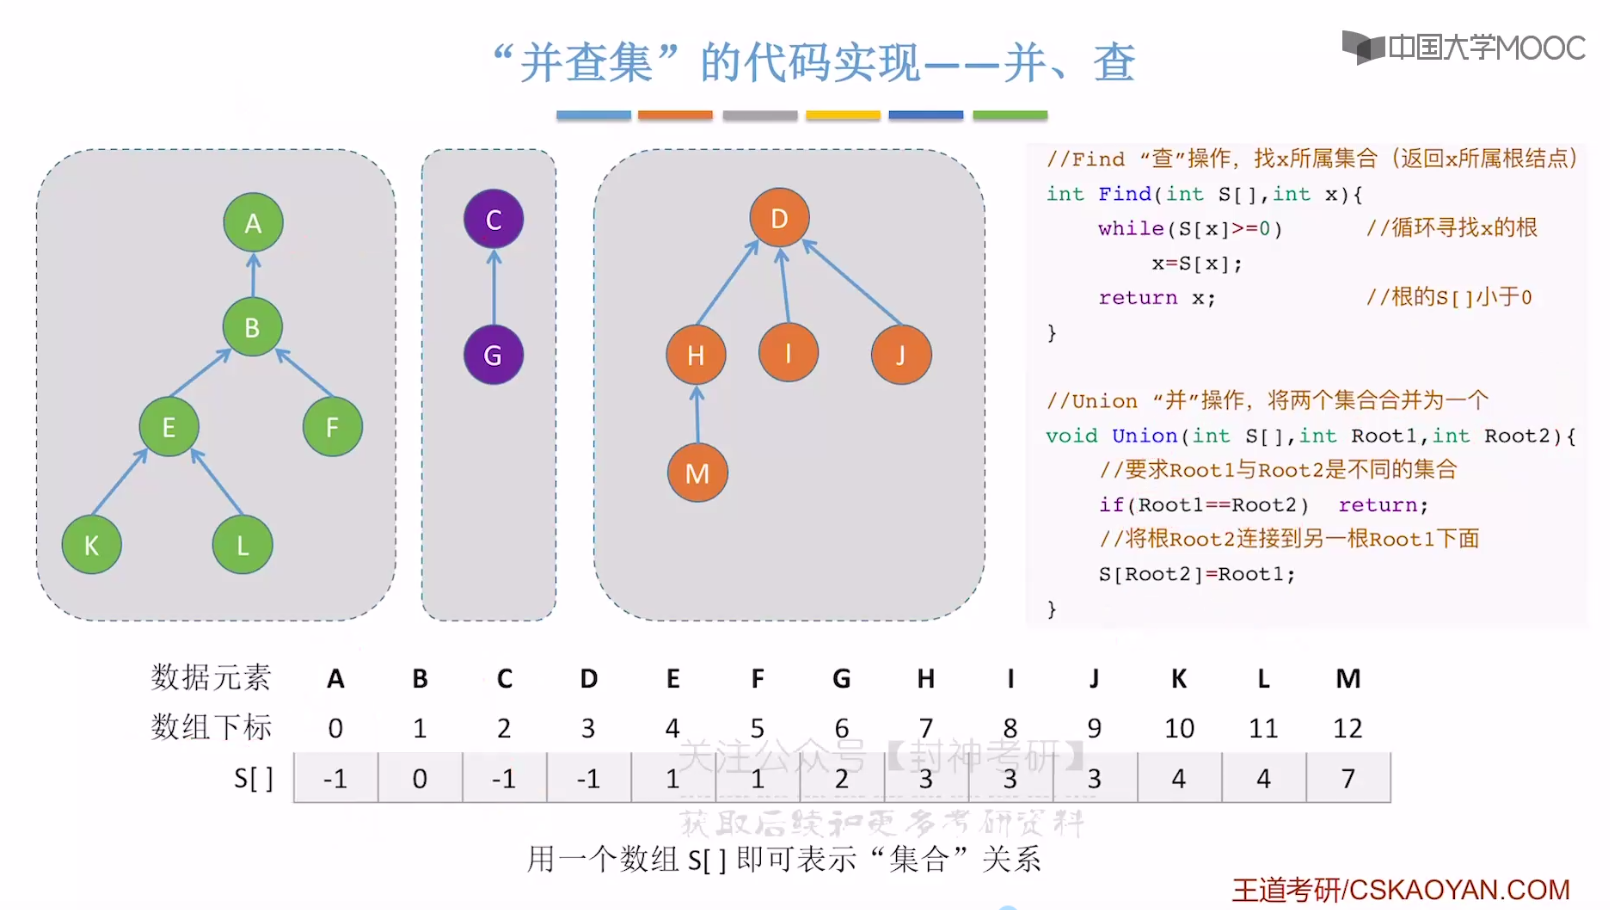 “并查集”的代码实现——并、查
中国大学MOOC
A
B
E
F
K
L
C
G
D
H
I
J
M
//Find “查”操作，找x所属集合（返回x所属根结点）
int Find(int S[],int x){
while(S[x]>=0) //循环寻找x的根
x=S[x];
return x; //根的S[]小于0
}
//Union “并”操作，将两个集合合并为一个
void Union(int S[],int Root1,int Root2){
//要求Root1与Root2是不同的集合
if(Root1==Root2) return;
//将根Root2连接到另一根Root1下面
S[Root2]=Root1;
}
数据元素 A B C D E F G H I J K L M
数组下标 0 1 2 3 4 5 6 7 8 9 10 11 12
关注公众号【封神考研】
S[ ] -1 0 -1 -1 1 1 2 3 3 3 4 4 7
获取后续和更多考研资料
用一个数组 S[ ] 即可表示“集合”关系
王道考研/CSKAOYAN.COM